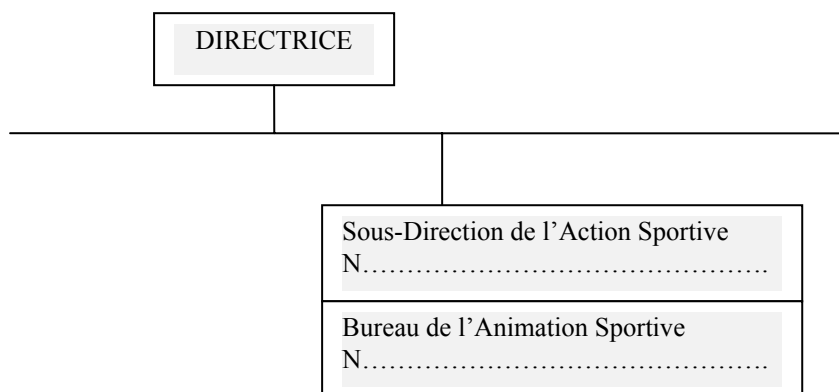 DIRECTRICE
Sous-Direction de l’Action Sportive
N……………………………………….
Bureau de l’Animation Sportive
N……………………………………….